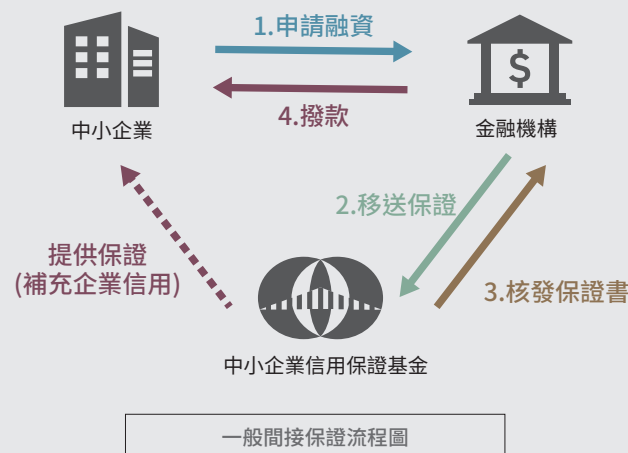 1.申請融資
4.撥款
中小企業
$
金融機構
2.移送保證
提供保證
(補充企業信用)
3.核發保證書
中小企業信用保證基金
一般間接保證流程圖